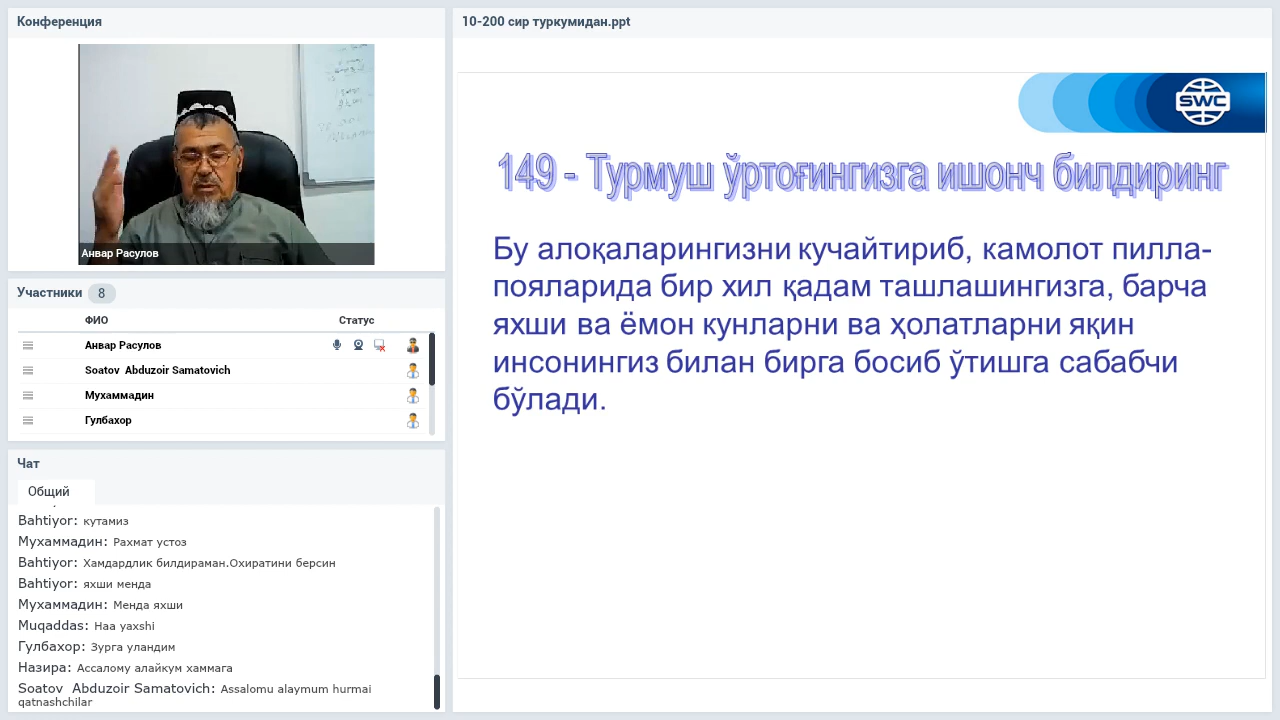 Конференция
Анвар Расулов
Участники 8
ФИО Статус
Анвар Расулов
Soatov Abduzoir Samatovich
Мухаммадин
Гулбахор
Чат
Общий
Bahtiyor: кутамиз
Мухаммадин: Рахмат устоз
Bahtiyor: Хамдардлик билдираман.Охиратини берсин
Bahtiyor: яхши менда
Мухаммадин: Менда яхши
Muqaddas: Haa yaxshi
Гулбахор: Зурга уландим
Назира: Ассалому алайкум хаммага
Soatov Abduzoir Samatovich: Assalomu alaymum hurmai
qatnashchilar
10-200 сир туркумидан.ppt
SWC
149 - Турмуш ўртоғингизга ишонч билдиринг
Бу алоқаларингизни кучайтириб, камолот пилла-
пояларида бир хил қадам ташлашингизга, барча
яхши ва ёмон кунларни ва ҳолатларни яқин
инсонингиз билан бирга босиб ўтишга сабабчи
бўлади.